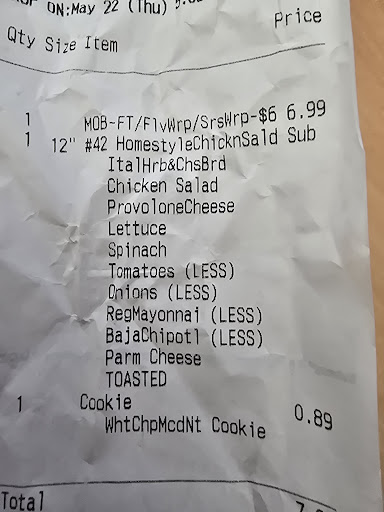 ON:May 22 (Thu)
Qty Size Item Price
1 MOB-FT/FlvWrp/SrsWrp-$6 6.99
1 12" #42 HomestyleChicknSald Sub
ItalHrb&ChsBrd
Chicken Salad
ProvoloneCheese
Lettuce
Spinach
Tomatoes (LESS)
Onions (LESS)
RegMayonnai (LESS)
BajaChipotl (LESS)
Parm Cheese
TOASTED
1 Cookie 0.89
WhtChpMcdNt Cookie
Total